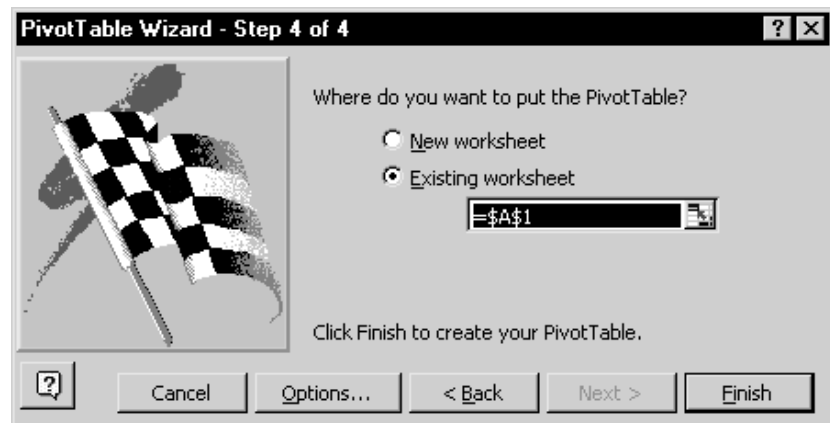 PivotTable Wizard - Step 4 of 4 ? ×
Where do you want to put the PivotTable?
New worksheet
Existing worksheet
=$A$1
Click Finish to create your PivotTable.
? Cancel Options... < Back Next > Finish